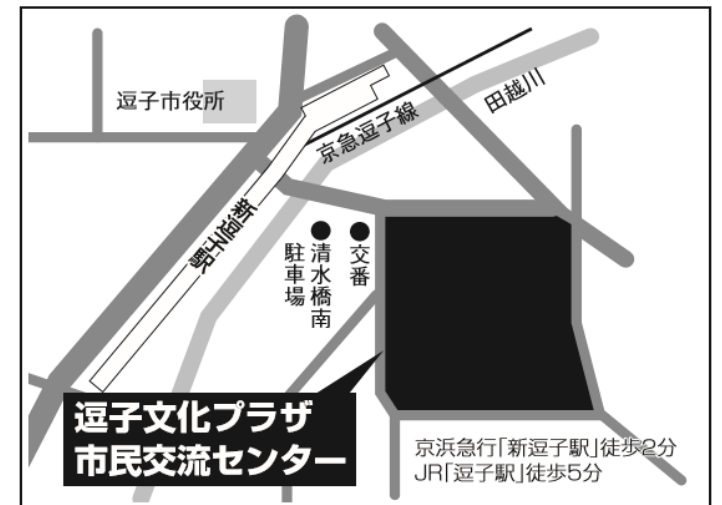 逗子市役所
京急逗子線
田越川
新逗子駅
交番
清水橋南
駐車場
逗子文化プラザ
市民交流センター
京浜急行「新逗子駅」徒歩2分
JR「逗子駅」徒歩5分